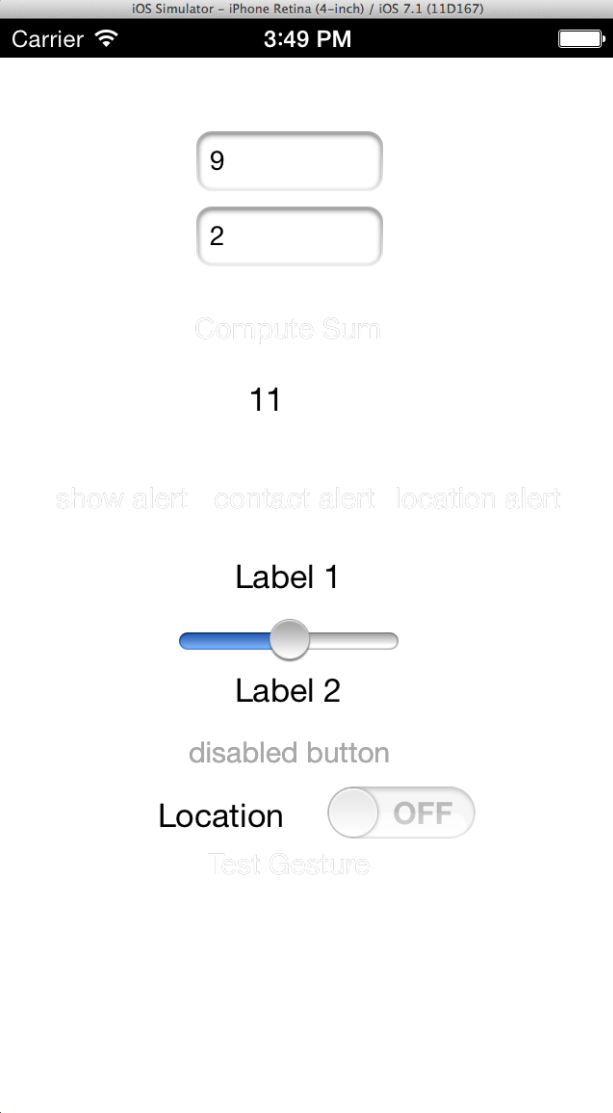 iOS Simulator - iPhone Retina (4-inch) / iOS 7.1 (11D167)
Carrier 3:49 PM
9
2
Compute Sum
11
show alert contact alert location alert
Label 1
Label 2
disabled button
Location OFF
Test Gesture